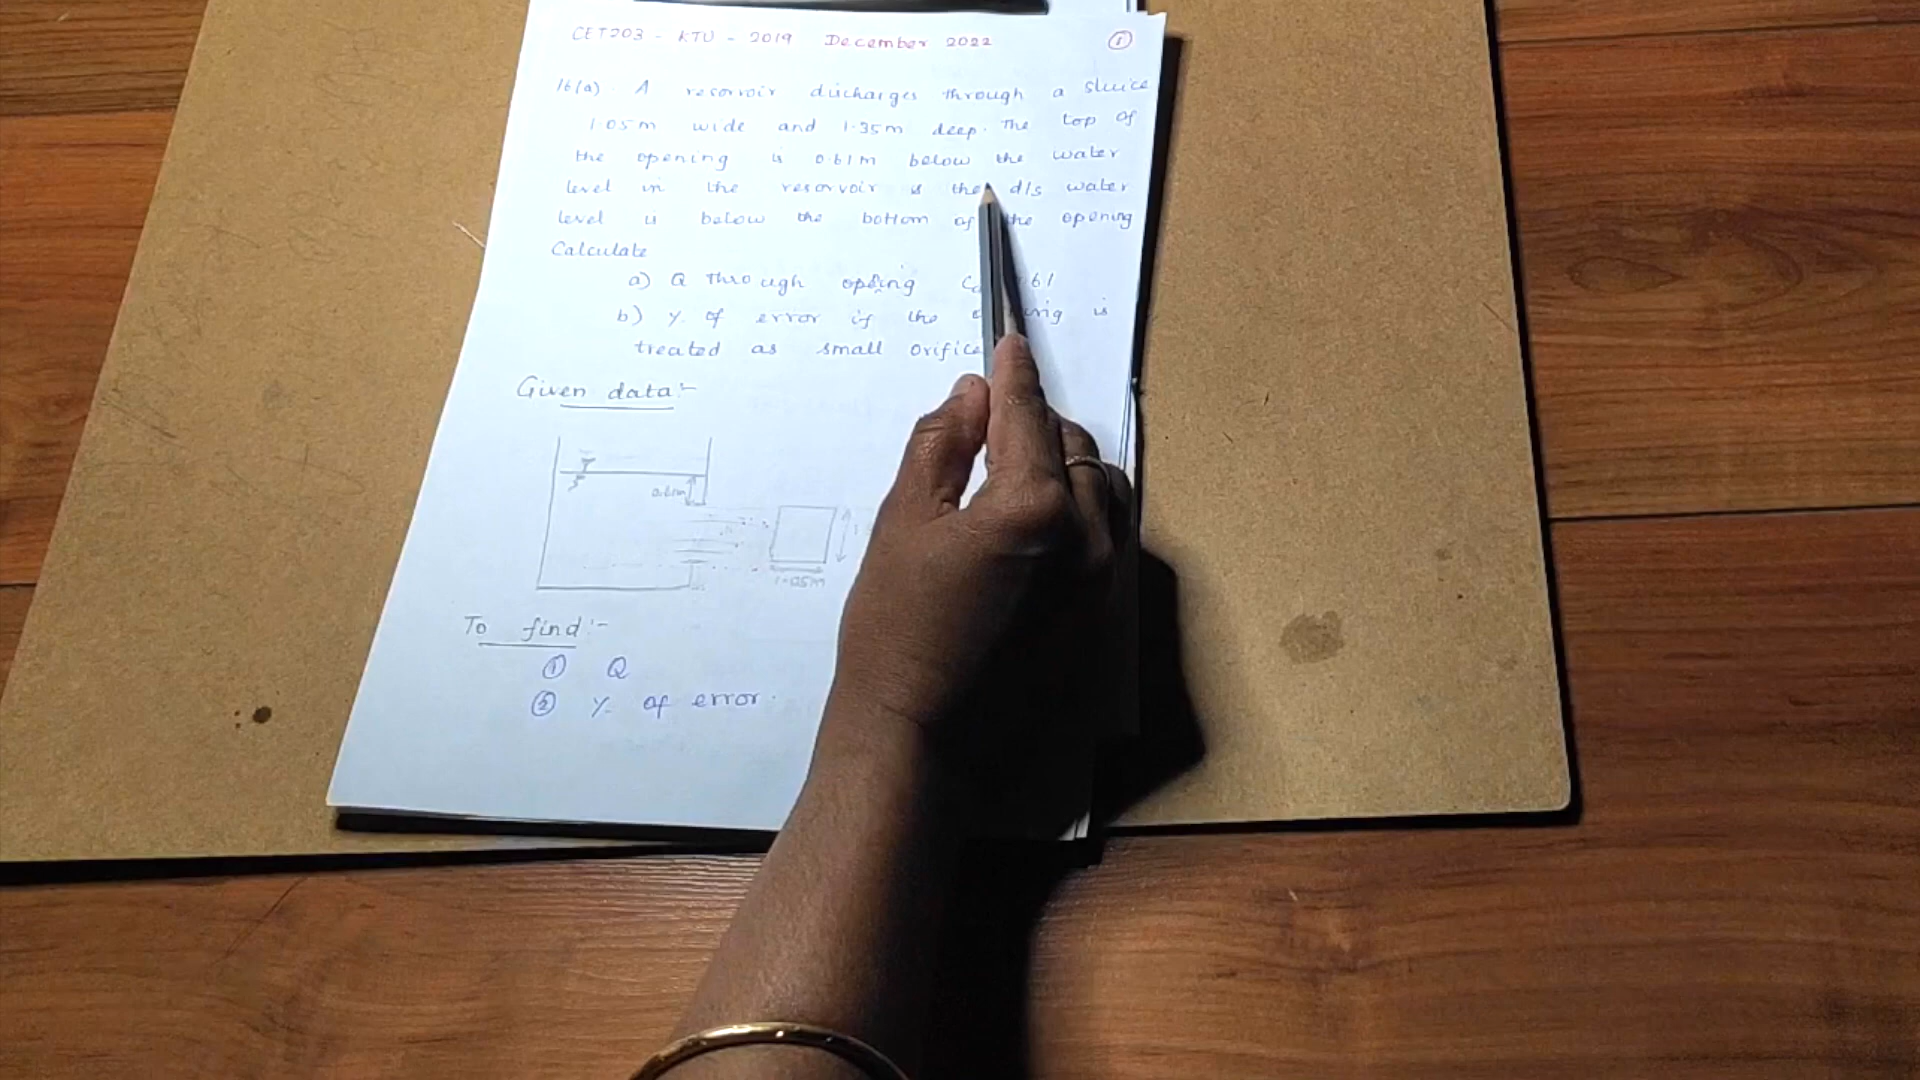 CET203 - KTU - 2019 December 2022 ①
16(a). A reservoir discharges through a sluice
1.05m wide and 1.35m deep. The top of
the opening is 0.61m below the water
level in the reservoir is the d/s water
level is below the bottom of the opening
Calculate
a) Q through opening 61
b) % of error if the is
treated as small orifice
Given data:-
0.61m
To find:-
① Q
② % of error.